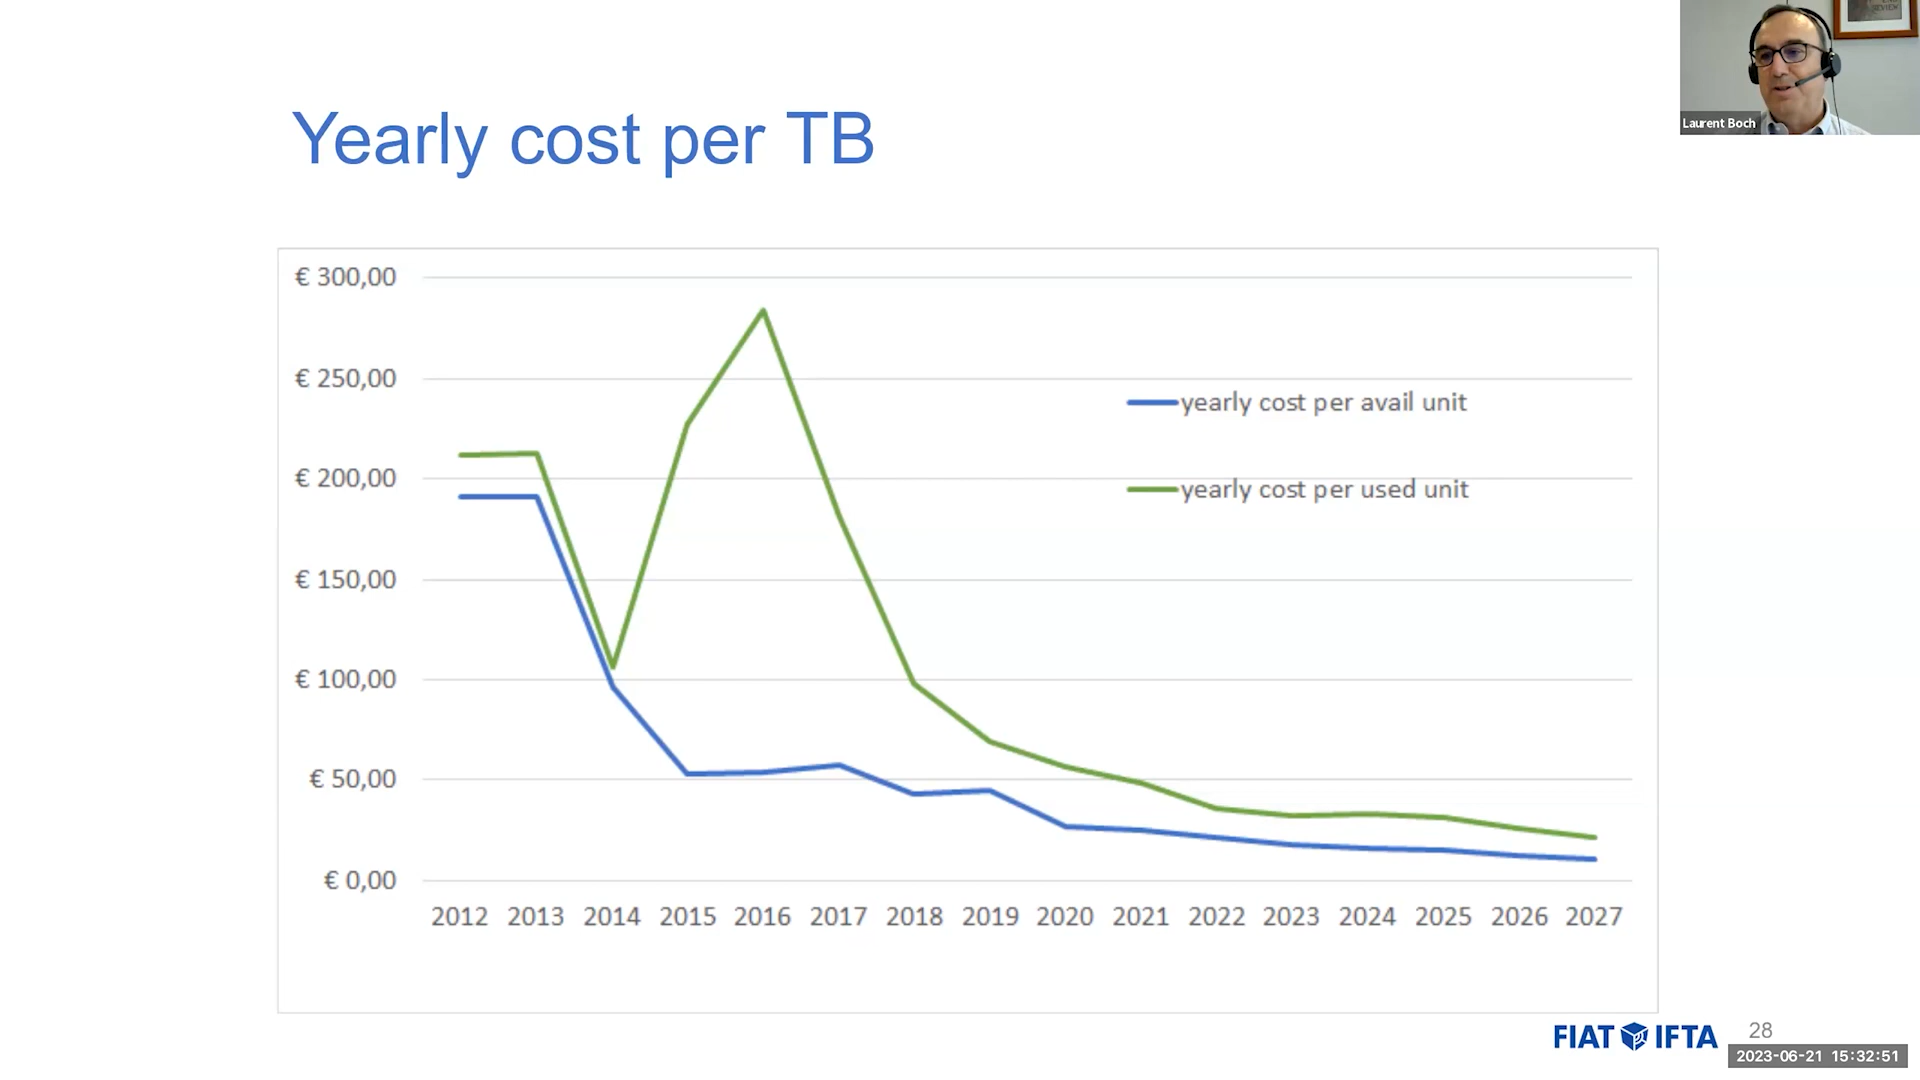 REVIEW
Laurent Boch
Yearly cost per TB
€ 300,00
€ 250,00
€ 200,00
€ 150,00
€ 100,00
€ 50,00
€ 0,00
yearly cost per avail unit
yearly cost per used unit
2012 2013 2014 2015 2016 2017 2018 2019 2020 2021 2022 2023 2024 2025 2026 2027
FIAT IFTA
28
2023-06-21 15:32:51